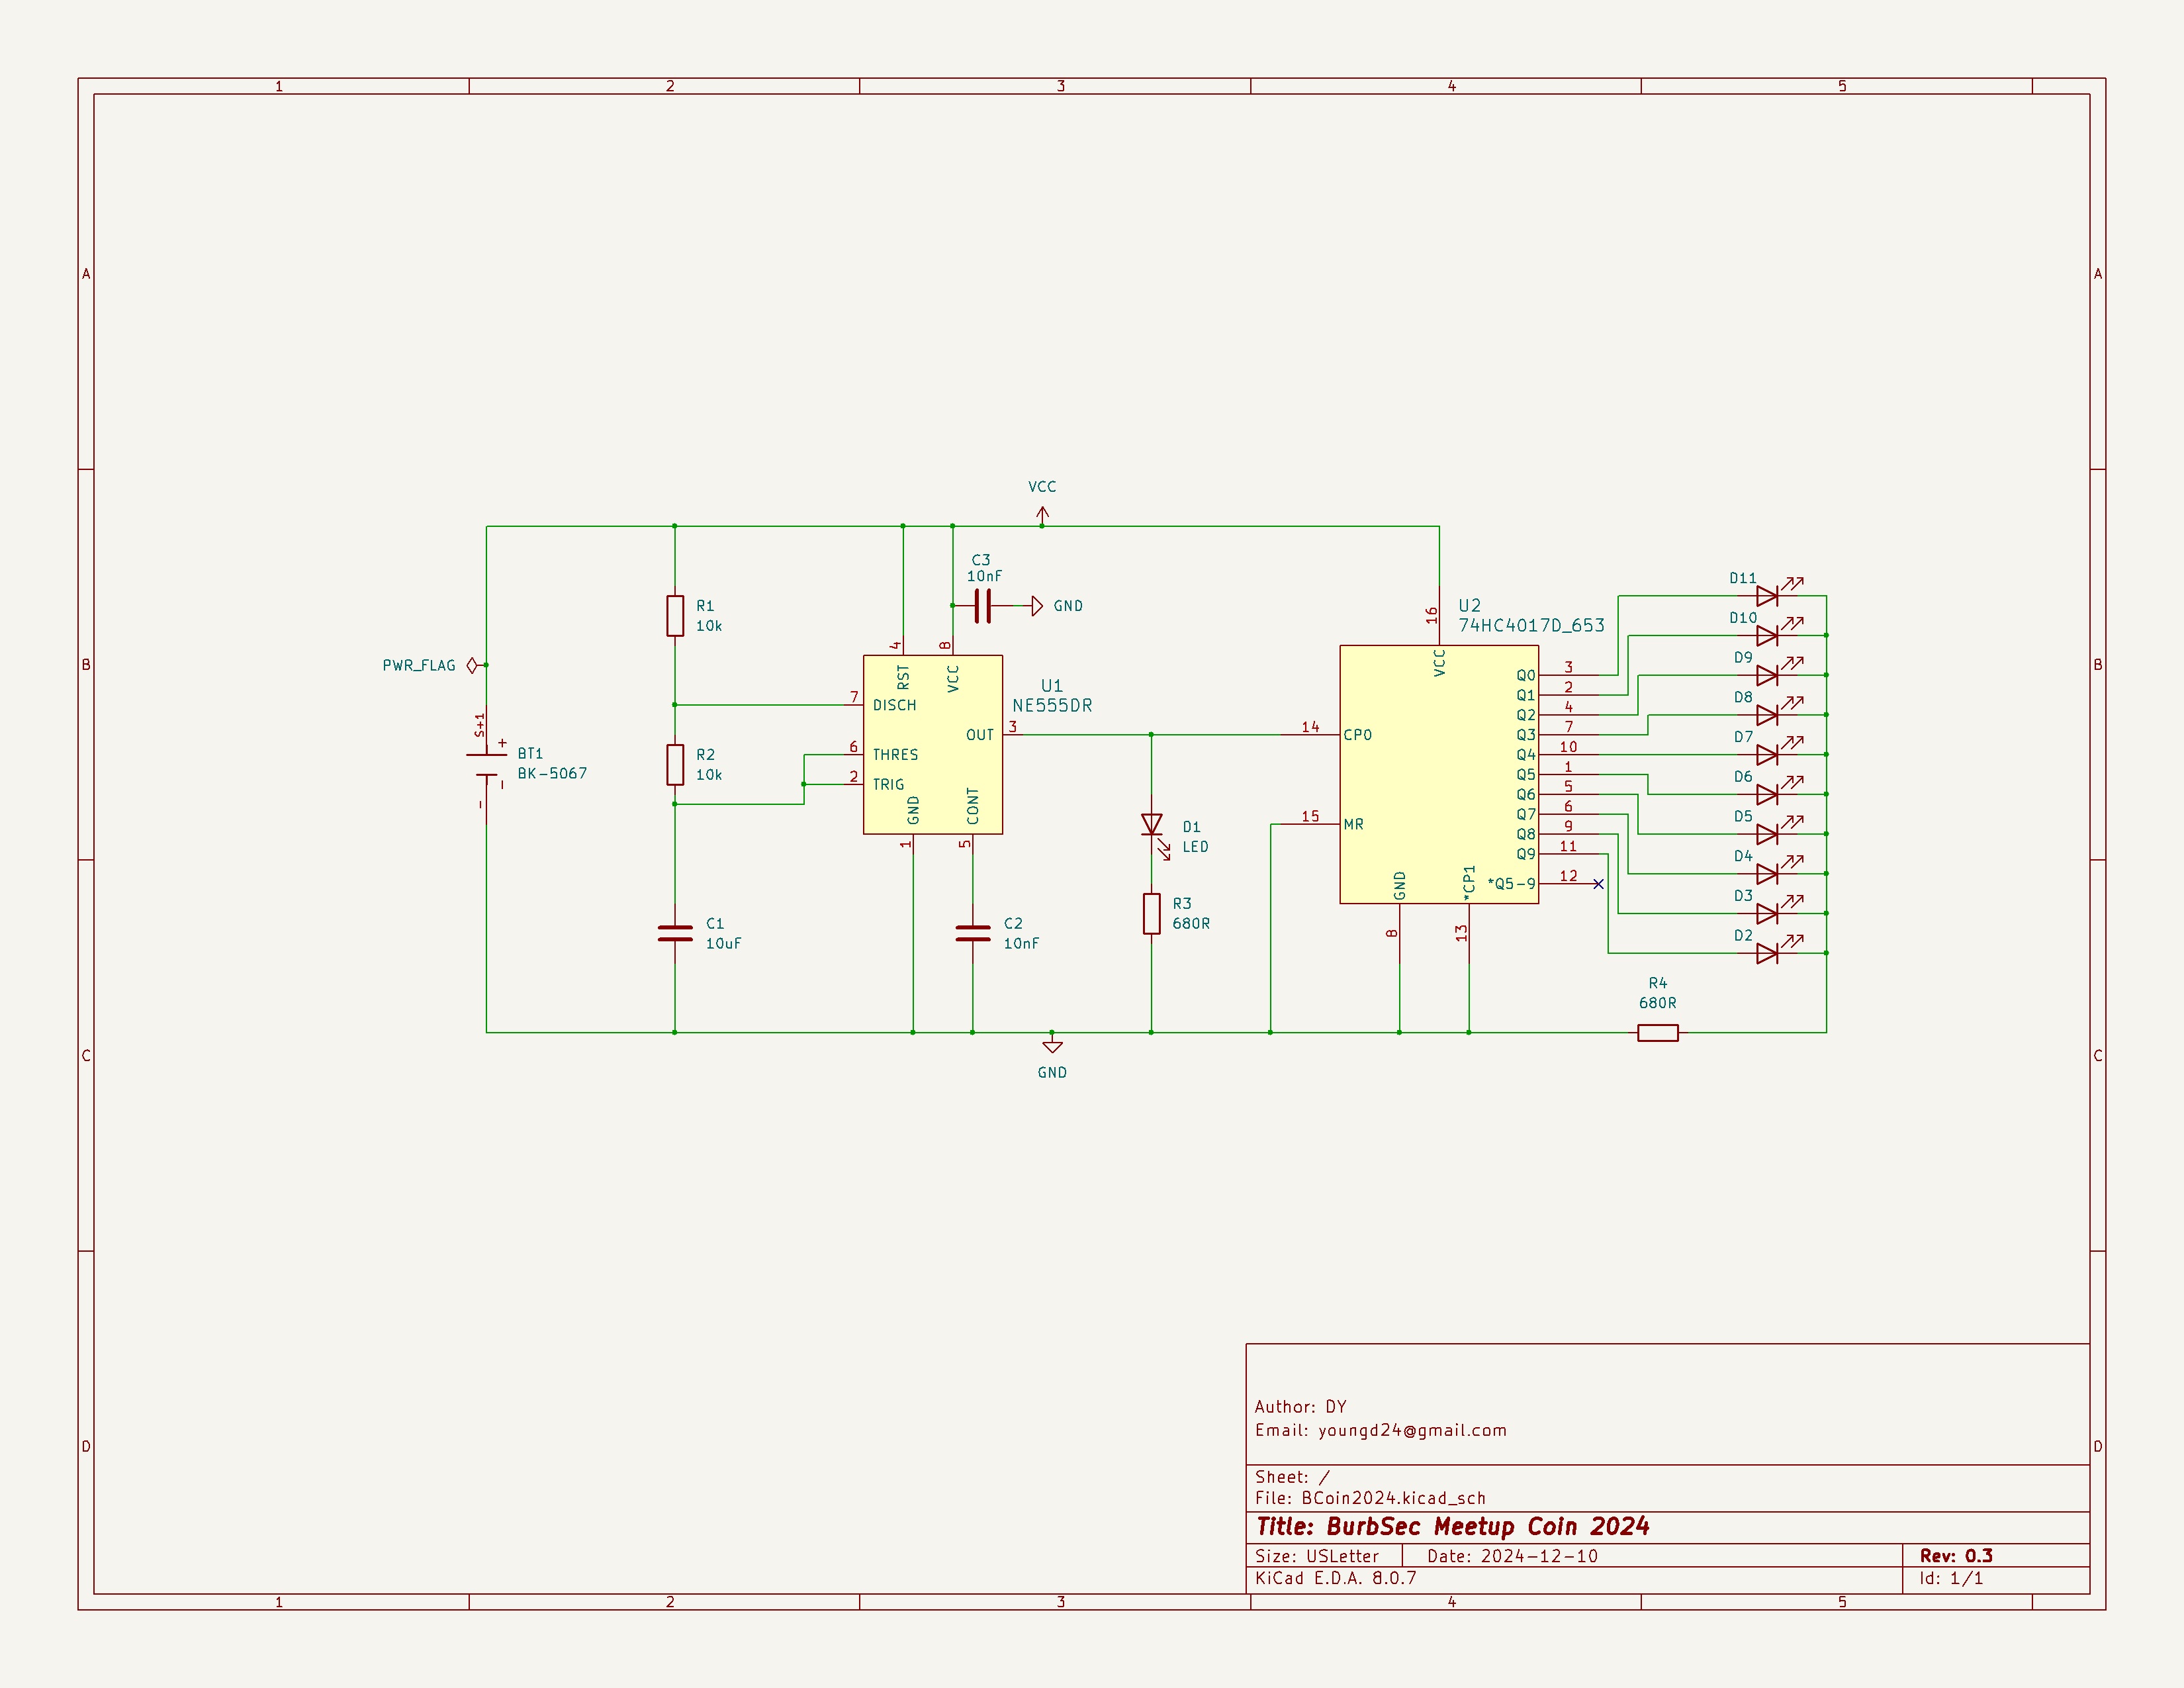 1 2 3 4 5
A A
B B
C C
D D
VCC
C3
10nF
GND
R1
10k
PWR_FLAG
S+1
+
-
-
BT1
BK-5067
R2
10k
4
RST
8
VCC
U1
NE555DR
7 DISCH
6 THRES
2 TRIG
OUT 3
GND
1
CONT
5
C1
10uF
C2
10nF
D1
LED
R3
680R
GND
U2
74HC4017D_653
16
VCC
14 CP0
15 MR
Q0 3
Q1 2
Q2 4
Q3 7
Q4 10
Q5 1
Q6 5
Q7 6
Q8 9
Q9 11
*Q5-9 12
GND
8
*CP1
13
D11
D10
D9
D8
D7
D6
D5
D4
D3
D2
R4
680R
Author: DY
Email: youngd24@gmail.com
Sheet: /
File: BCoin2024.kicad_sch
Title: BurbSec Meetup Coin 2024
Size: USLetter Date: 2024-12-10 Rev: 0.3
KiCad E.D.A. 8.0.7 Id: 1/1
1 2 3 4 5